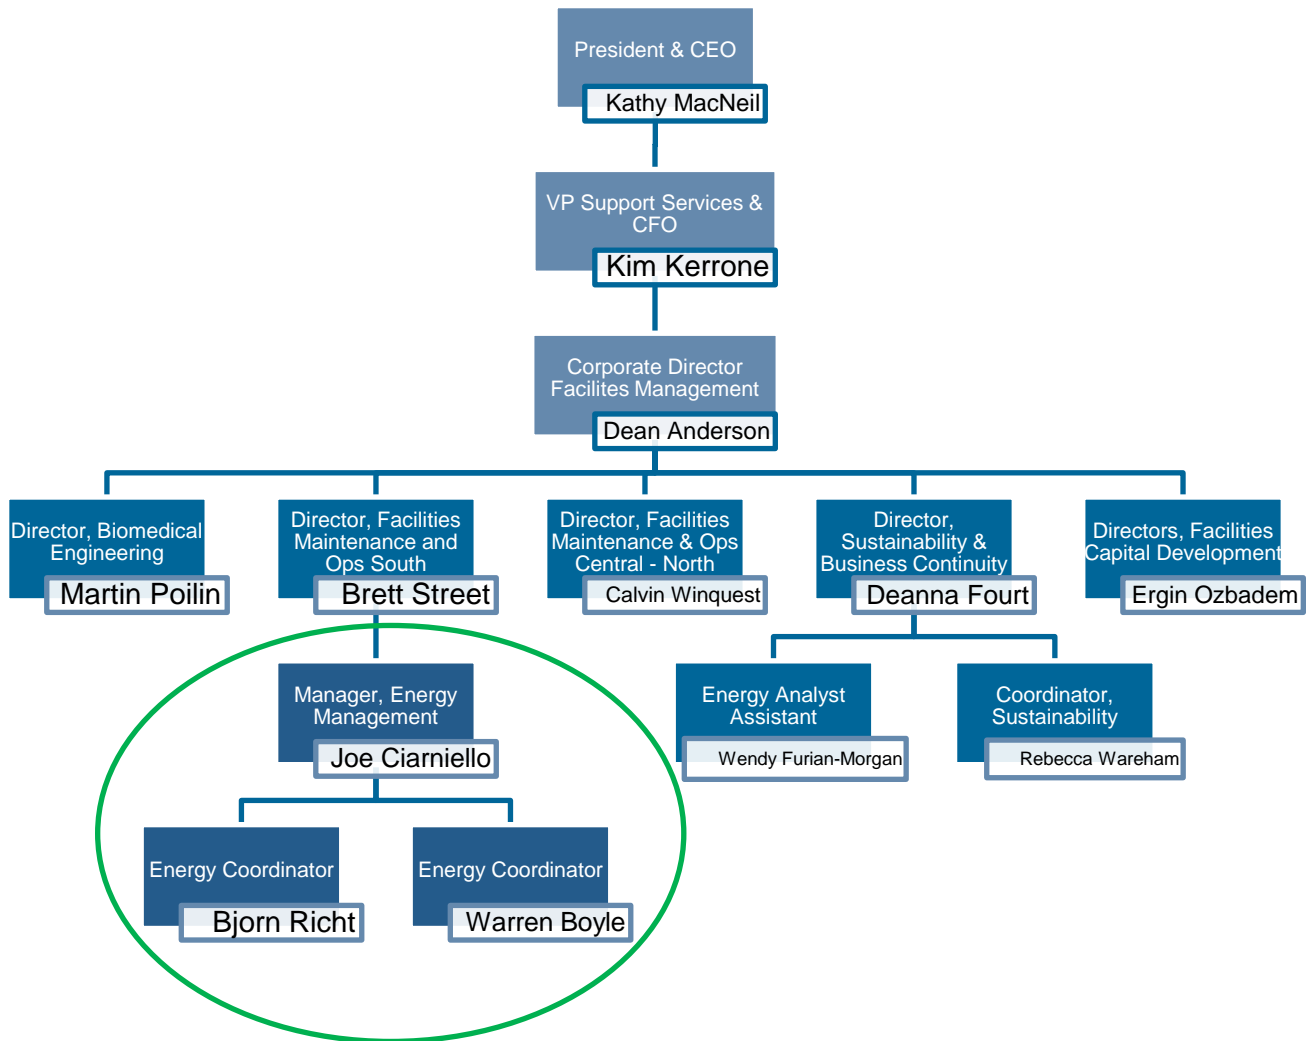 President & CEO
Kathy MacNeil
VP Support Services &
CFO
Kim Kerrone
Corporate Director
Facilites Management
Dean Anderson
Director, Biomedical
Engineering
Martin Poilin
Director, Facilities
Maintenance and
Ops South
Brett Street
Director, Facilities
Maintenance & Ops
Central - North
Calvin Winquest
Director,
Sustainability &
Business Continuity
Deanna Fourt
Directors, Facilities
Capital Development
Ergin Ozbadem
Manager, Energy
Management
Joe Ciarniello
Energy Analyst
Assistant
Wendy Furian-Morgan
Coordinator,
Sustainability
Rebecca Wareham
Energy Coordinator
Bjorn Richt
Energy Coordinator
Warren Boyle